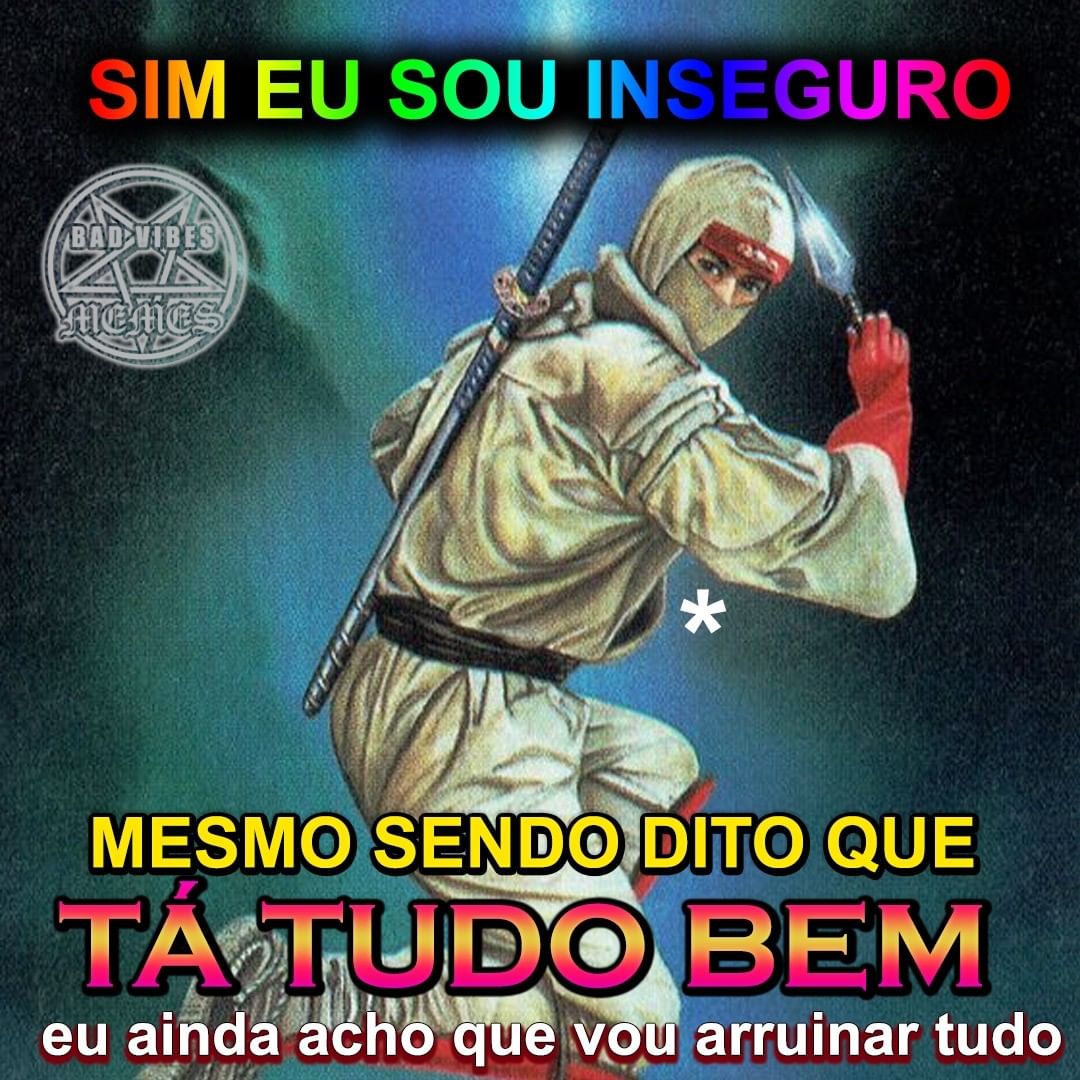 SIM EU SOU INSEGURO
BAD VIBES
MEMES
*
MESMO SENDO DITO QUE
TÁ TUDO BEM
eu ainda acho que vou arruinar tudo